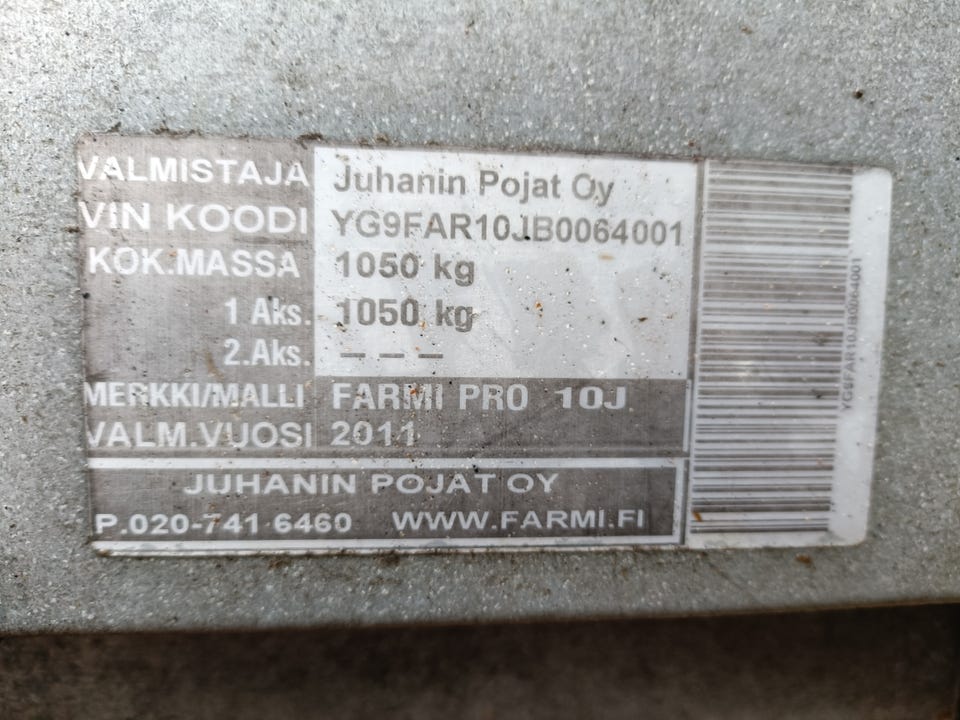 VALMISTAJA Juhanin Pojat Oy
VIN KOODI YG9FAR10JB0064001
KOK.MASSA 1050 kg
1 Aks. 1050 kg
2.Aks. – – –
MERKKI/MALLI FARMI PRO 10J
VALM.VUOSI 2011
JUHANIN POJAT OY
P.020-741 6460 WWW.FARMI.FI
YG9FAR10JB0064001